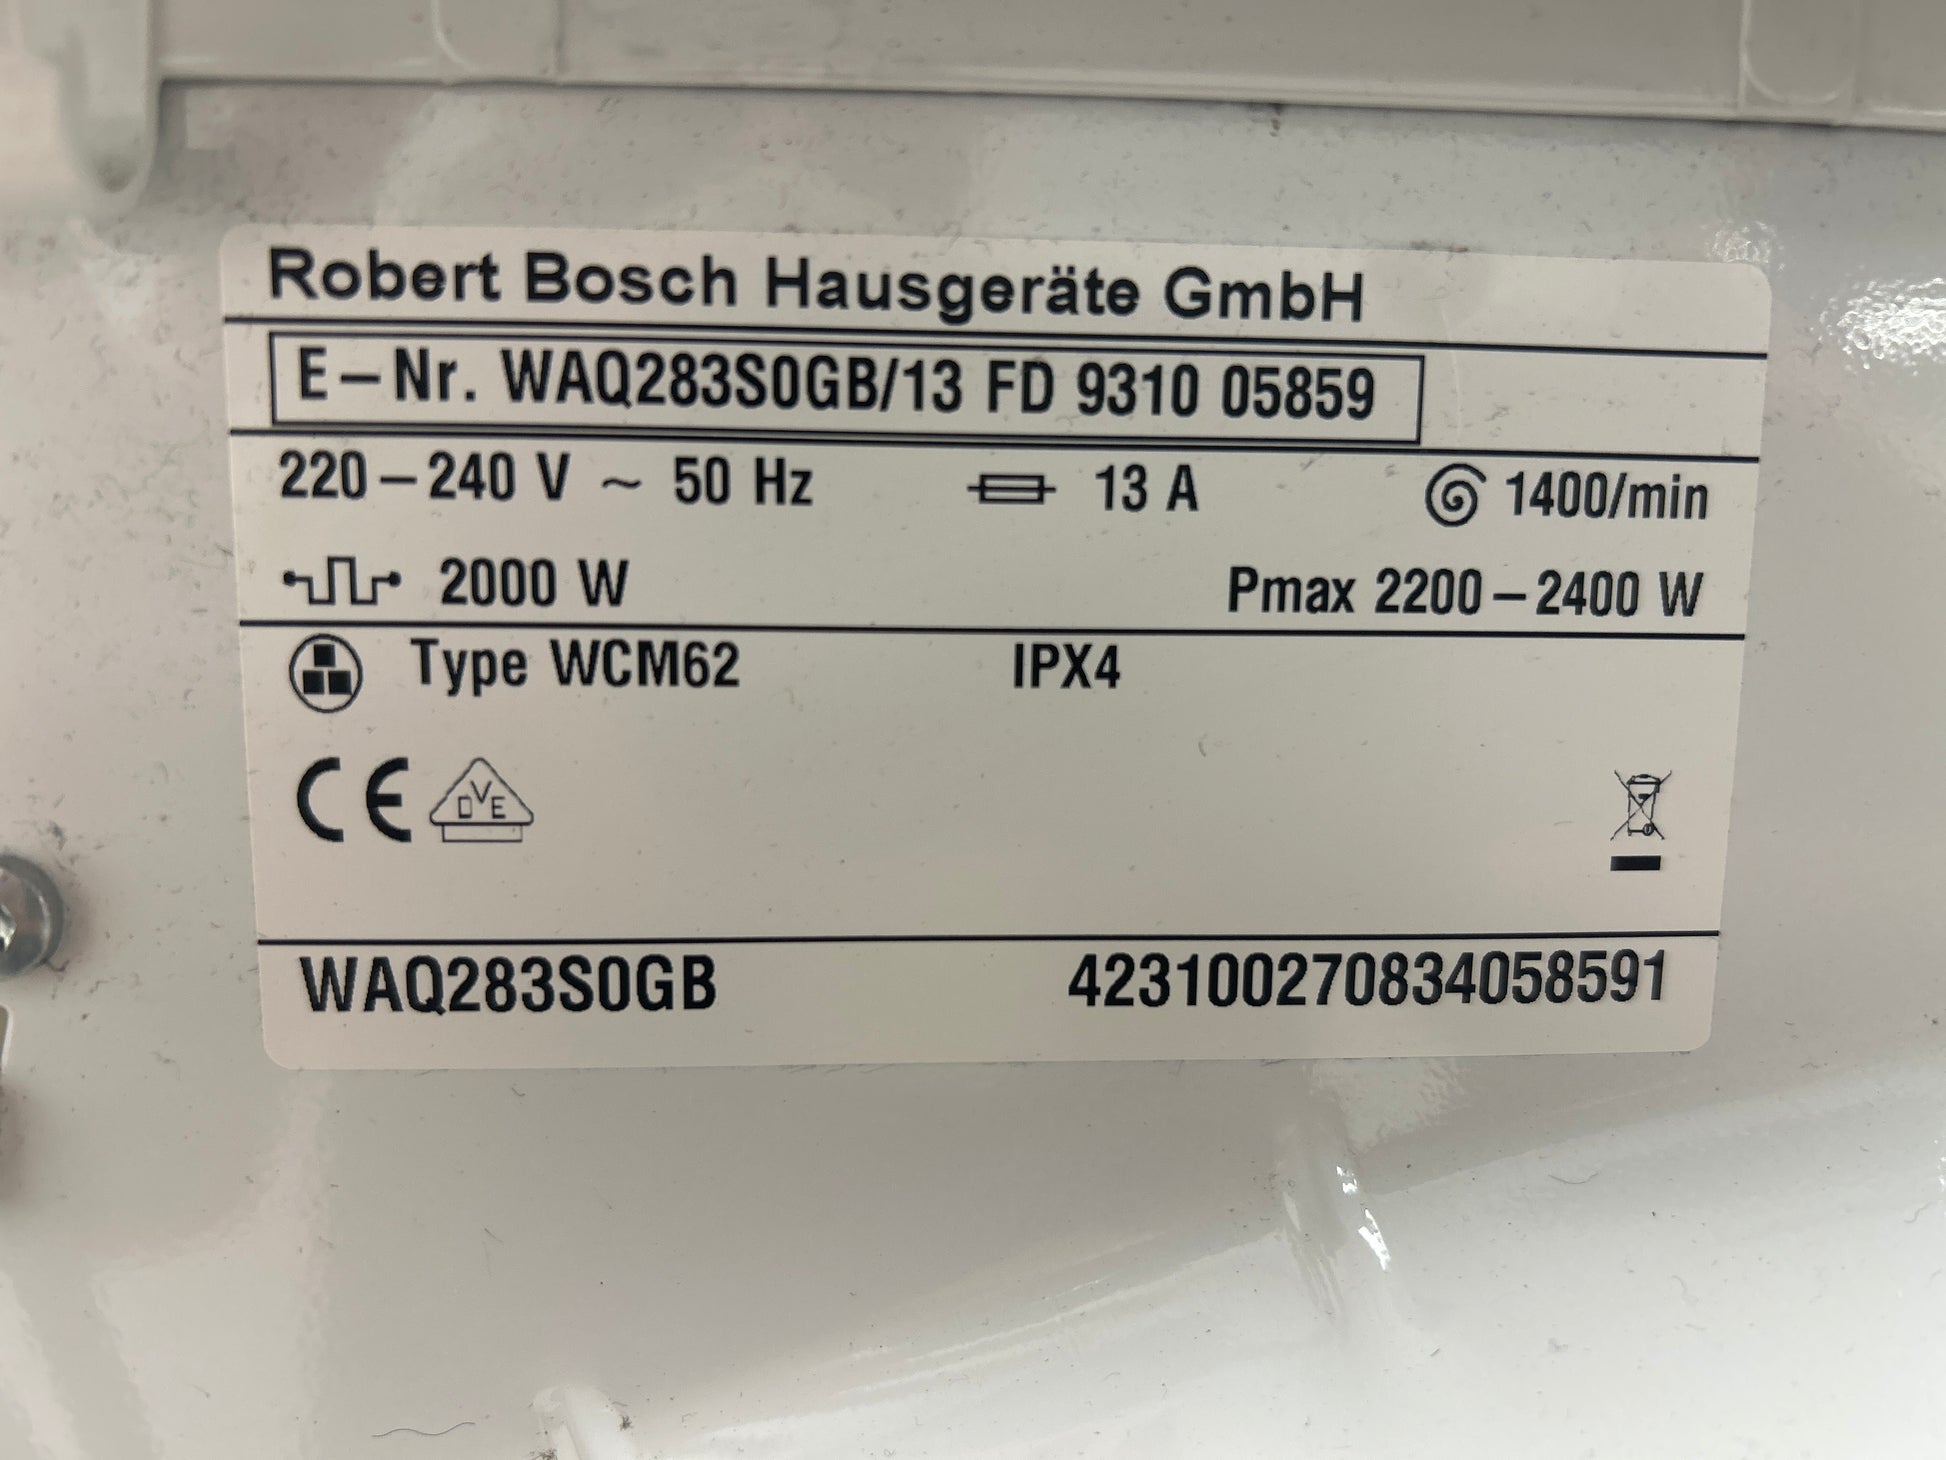 Robert Bosch Hausgeräte GmbH
E-Nr. WAQ283S0GB/13 FD 9310 05859
220-240 V ~ 50 Hz 13 A 1400/min
2000 W Pmax 2200-2400 W
Type WCM62 IPX4
CE DVE
WAQ283S0GB 423100270834058591